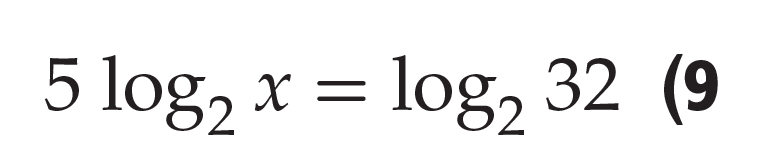 5 log₂ x = log₂ 32 (9